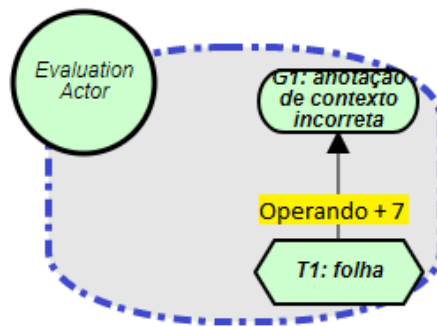 Evaluation
Actor
G1: anotação
de contexto
incorreta
Operando + 7
T1: folha